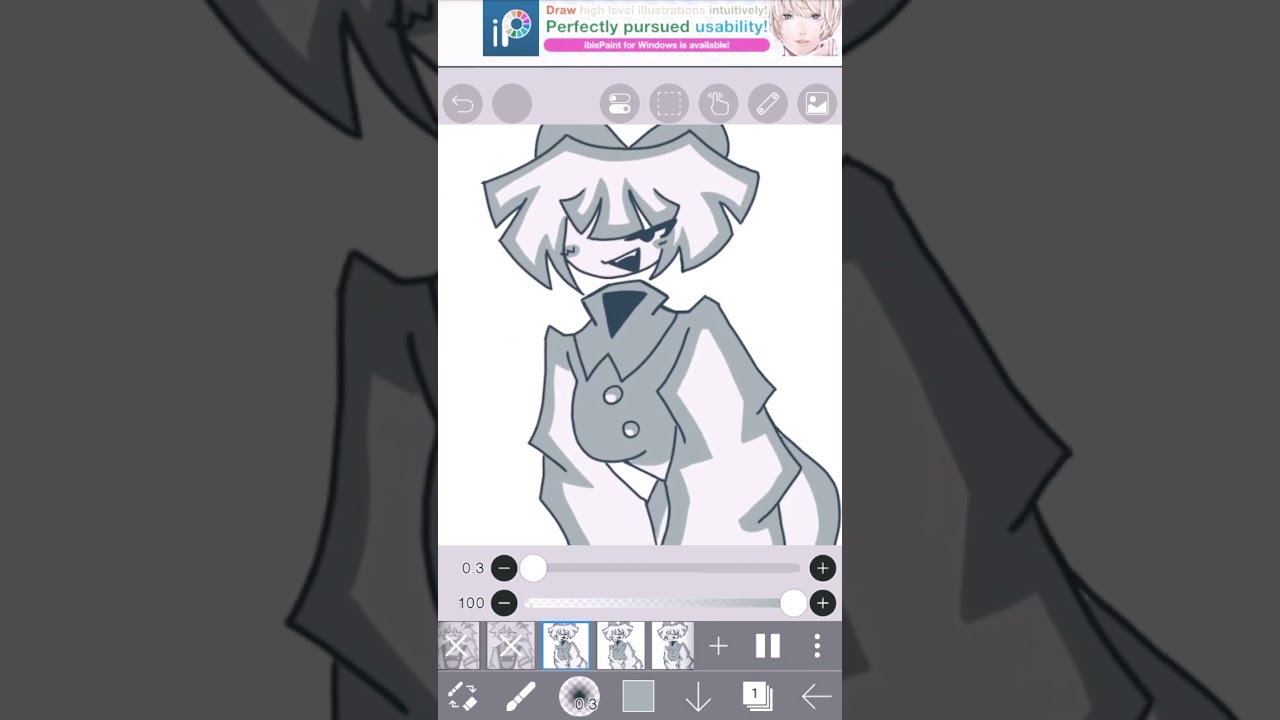 iP
Draw high level illustrations intuitively!
Perfectly pursued usability!
ibisPaint for Windows is available!
0.3
100
0.3
1